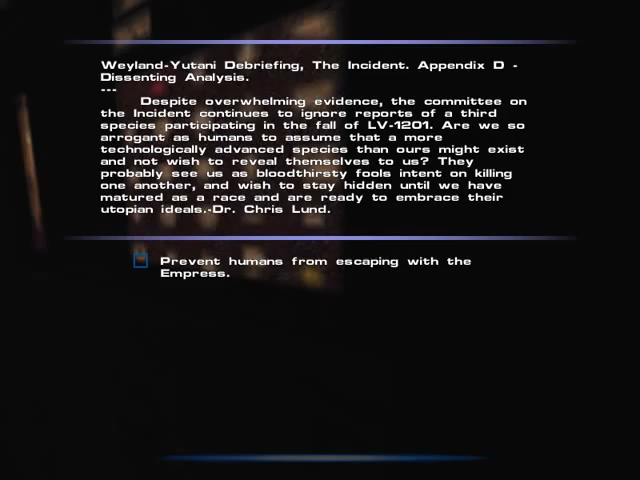 Weyland-Yutani Debriefing, The Incident. Appendix D -
Dissenting Analysis.
---
Despite overwhelming evidence, the committee on
the Incident continues to ignore reports of a third
species participating in the fall of LV-1201. Are we so
arrogant as humans to assume that a more
technologically advanced species than ours might exist
and not wish to reveal themselves to us? They
probably see us as bloodthirsty fools intent on killing
one another, and wish to stay hidden until we have
matured as a race and are ready to embrace their
utopian ideals.-Dr. Chris Lund.
Prevent humans from escaping with the
Empress.